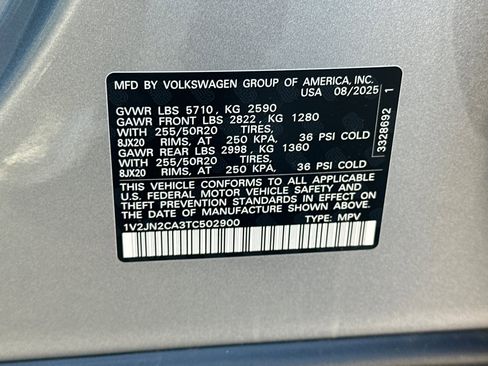 MFD BY VOLKSWAGEN GROUP OF AMERICA, INC.
USA 08/2025
GVWR LBS 5710, KG 2590
GAWR FRONT LBS 2822, KG 1280
WITH 255/50R20 TIRES,
8JX20 RIMS, AT 250 KPA, 36 PSI COLD
GAWR REAR LBS 2998, KG 1360
WITH 255/50R20 TIRES,
8JX20 RIMS, AT 250 KPA, 36 PSI COLD
THIS VEHICLE CONFORMS TO ALL APPLICABLE
U.S. FEDERAL MOTOR VEHICLE SAFETY AND
THEFT PREVENTION STANDARDS IN EFFECT ON
THE DATE OF MANUFACTURE SHOWN ABOVE.
1V2JN2CA3TC502900 TYPE: MPV
3328692 1